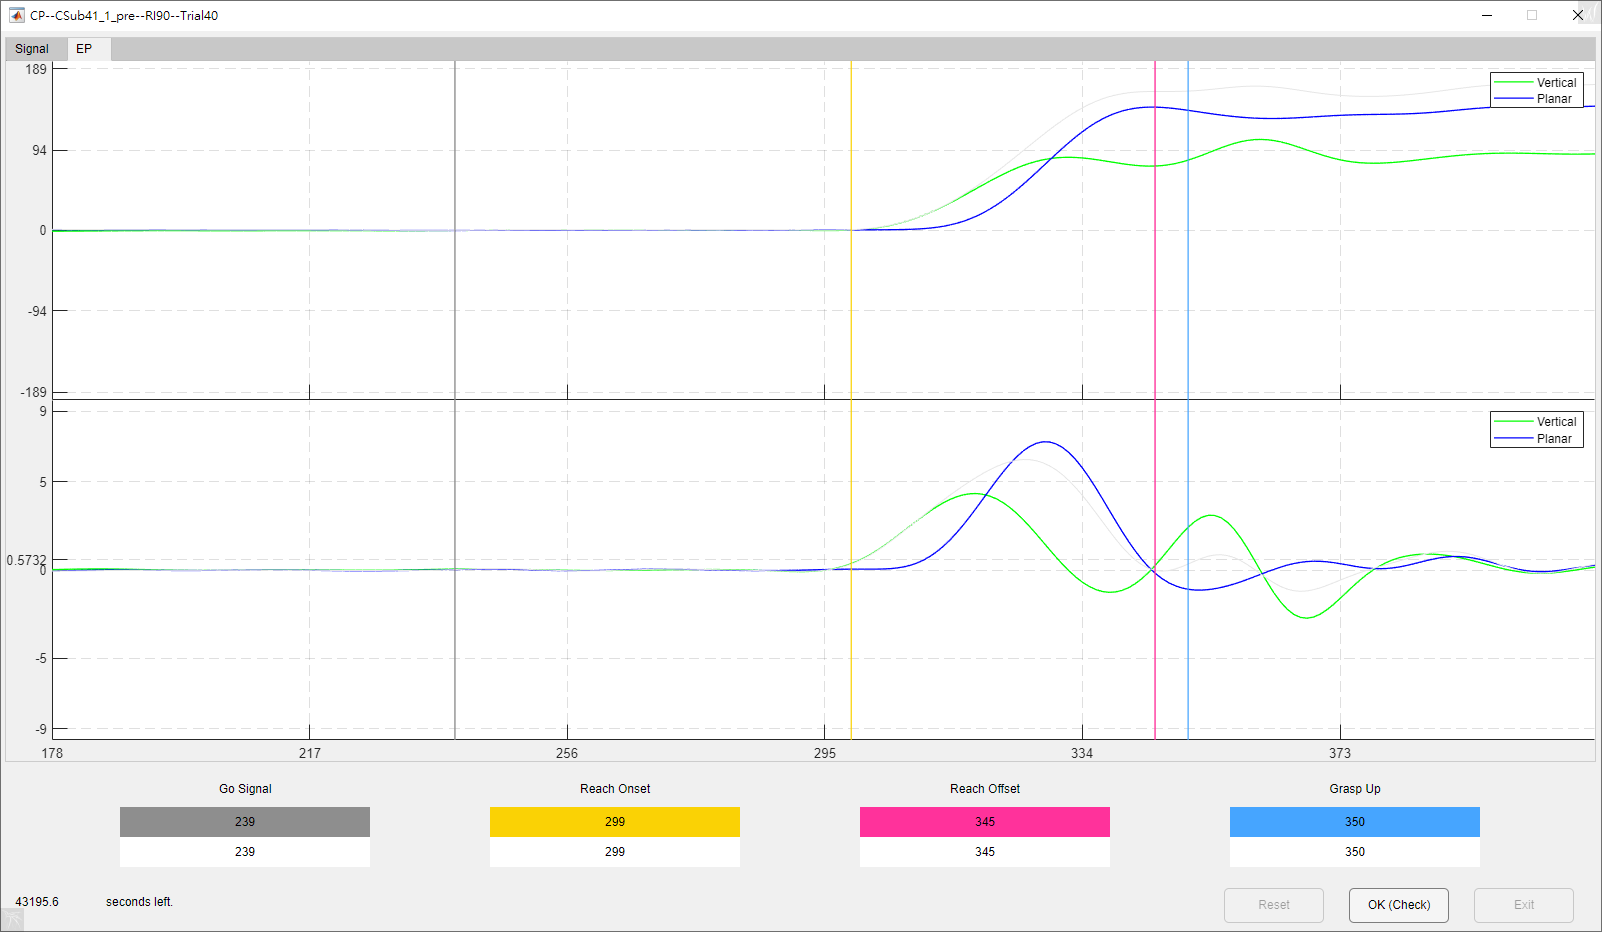 CP--CSub41_1_pre--RI90--Trial40
Signal
EP
189
94
0
-94
-189
Vertical
Planar
9
5
0.5732
0
-5
-9
Vertical
Planar
178
217
256
295
334
373
Go Signal
Reach Onset
Reach Offset
Grasp Up
239
299
345
350
239
299
345
350
43195.6
seconds left.
Reset
OK (Check)
Exit